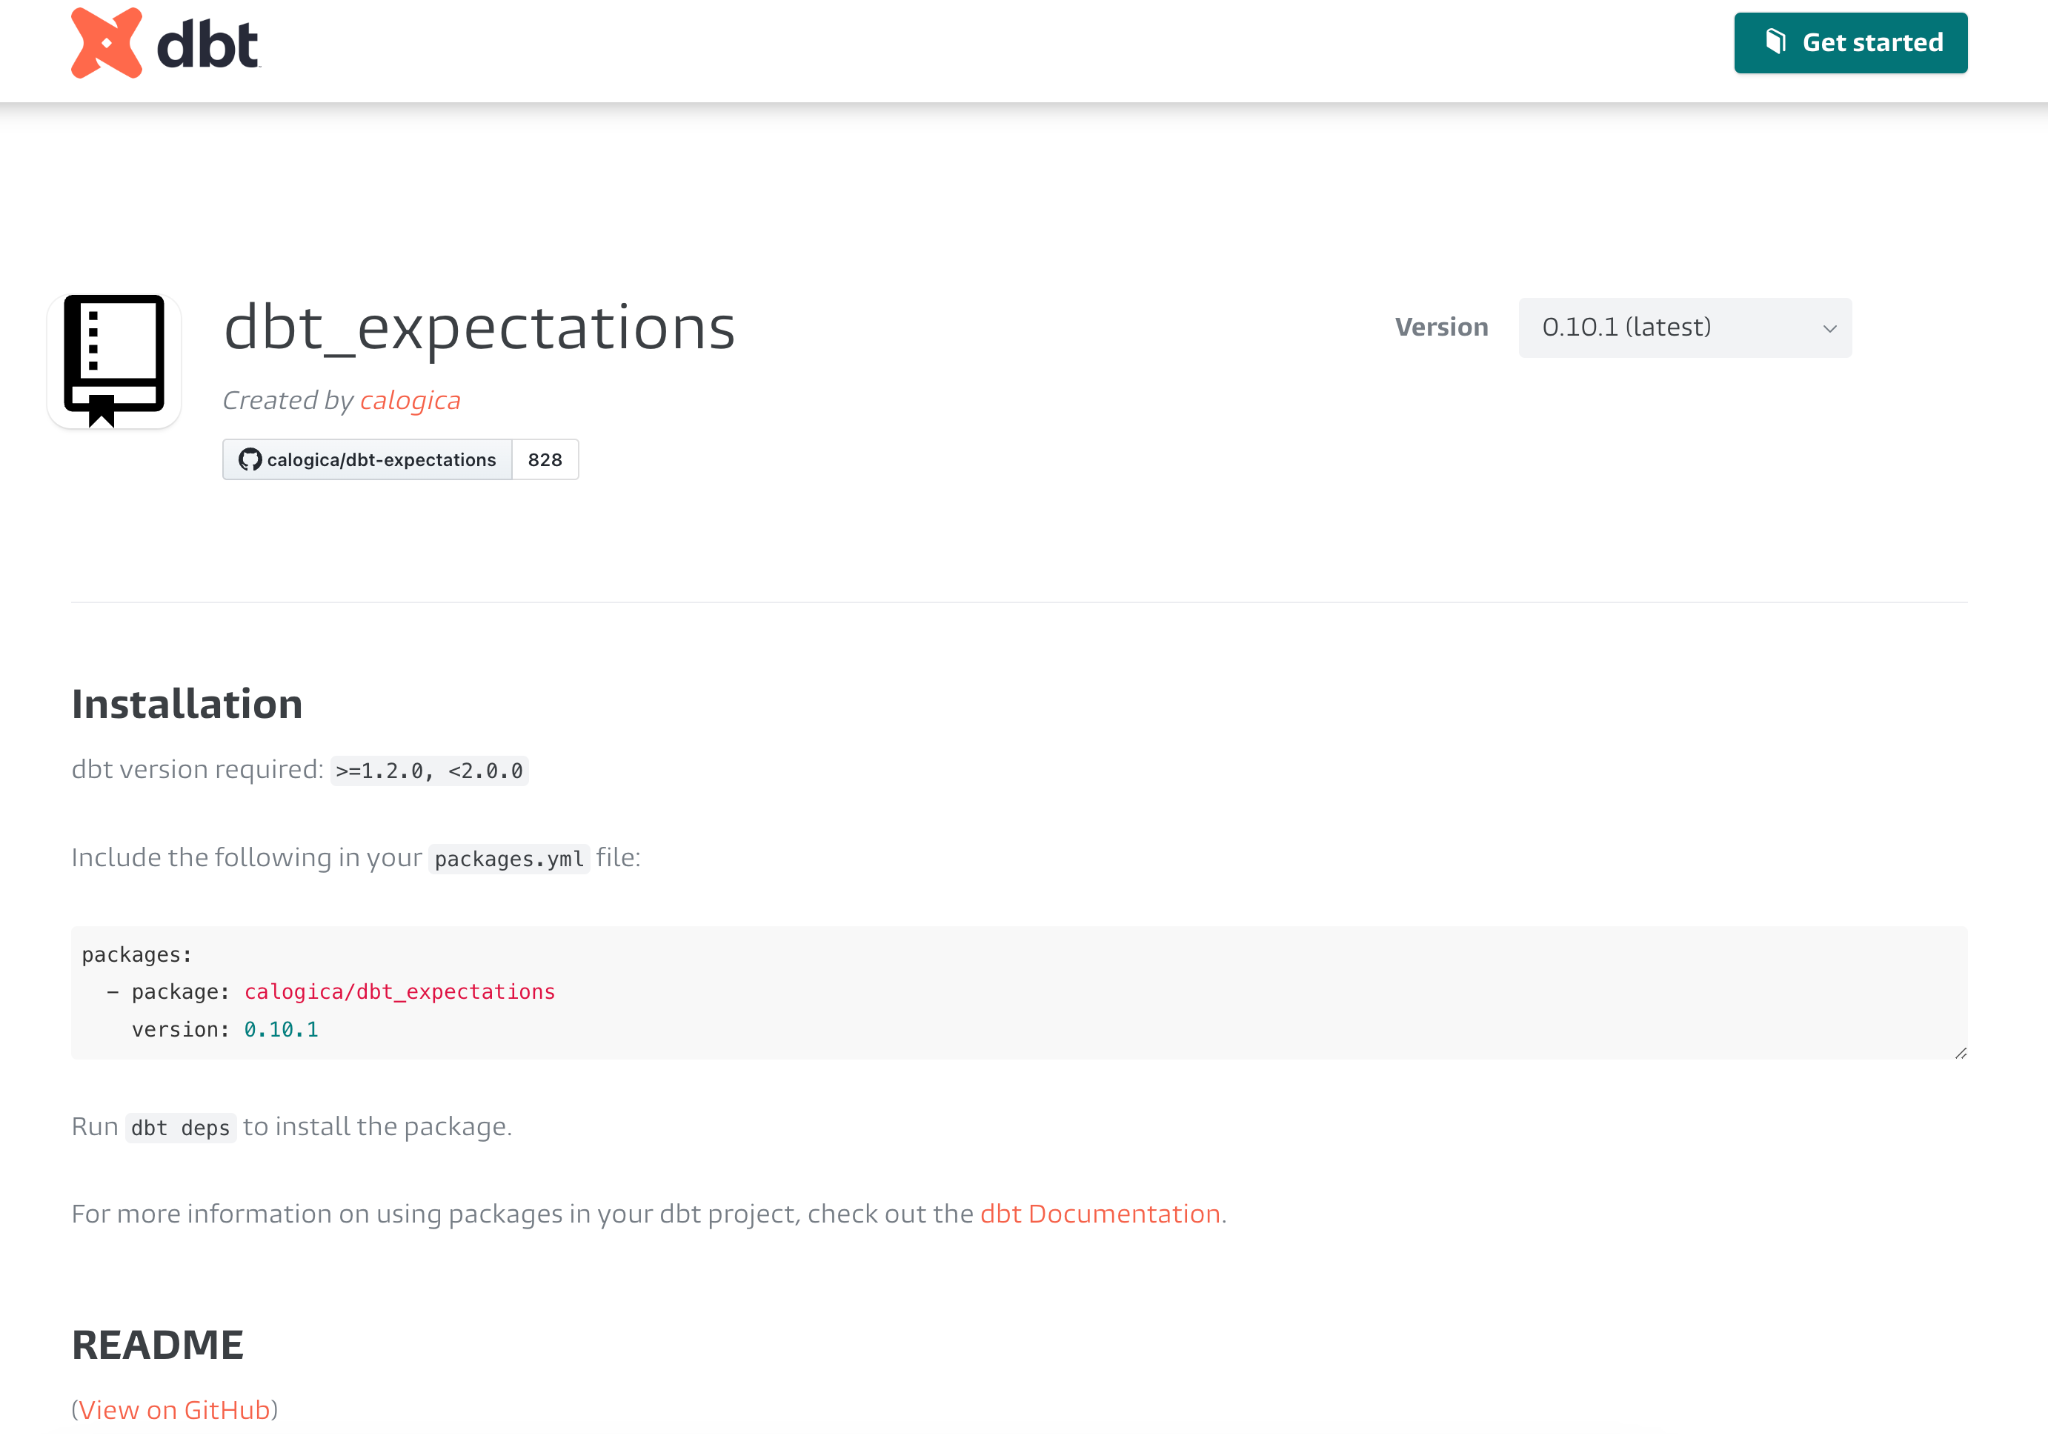 dbt
Get started
dbt_expectations
Version
0.10.1 (latest)
Created by calogica
calogica/dbt-expectations 828
Installation
dbt version required: >=1.2.0, <2.0.0
Include the following in your packages.yml file:
packages:
  - package: calogica/dbt_expectations
    version: 0.10.1
Run dbt deps to install the package.
For more information on using packages in your dbt project, check out the dbt Documentation.
README
(View on GitHub)